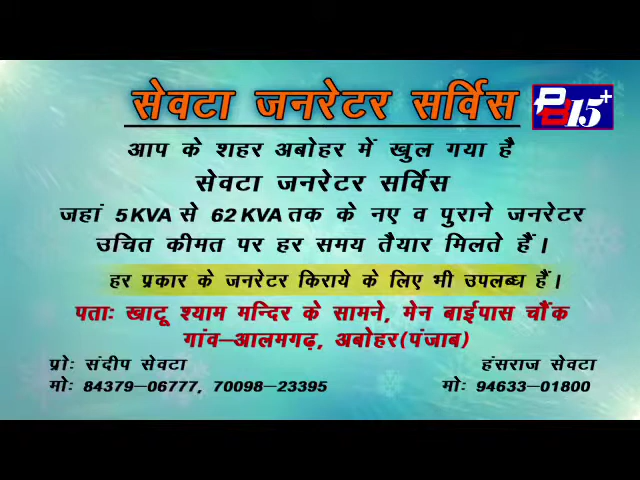 सेवटा जनरेटर सर्विस
PB15+
आप के शहर अबोहर में खुल गया है
सेवटा जनरेटर सर्विस
जहां 5KVA से 62KVA तक के नए व पुराने जनरेटर
उचित कीमत पर हर समय तैयार मिलते हैं।
हर प्रकार के जनरेटर किराये के लिए भी उपलब्ध हैं।
पताः खाटू श्याम मन्दिर के सामने, मेन बाईपास चौंक
गांव–आलमगढ़, अबोहर(पंजाब)
प्रोः संदीप सेवटा
हंसराज सेवटा
मोः 84379–06777, 70098–23395
मोः 94633–01800